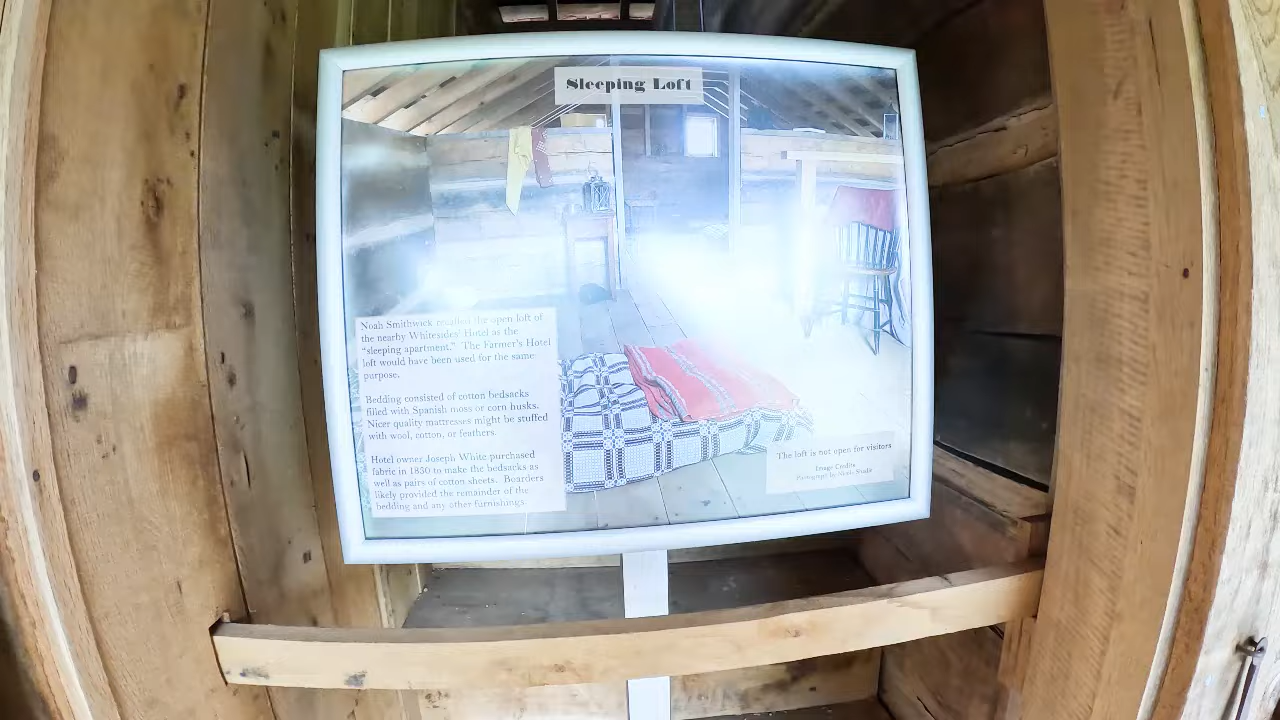 Sleeping Loft
Noah Smithwick recalled the open loft of
the nearby Whitesides' Hotel as the
"sleeping apartment." The Farmer's Hotel
loft would have been used for the same
purpose.
Bedding consisted of cotton bedsacks
filled with Spanish moss or corn husks.
Nicer quality mattresses might be stuffed
with wool, cotton, or feathers.
Hotel owner Joseph White purchased
fabric in 1830 to make the bedsacks as
well as pairs of cotton sheets. Boarders
likely provided the remainder of the
bedding and any other furnishings.
The loft is not open for visitors
Image Credits
Photograph by